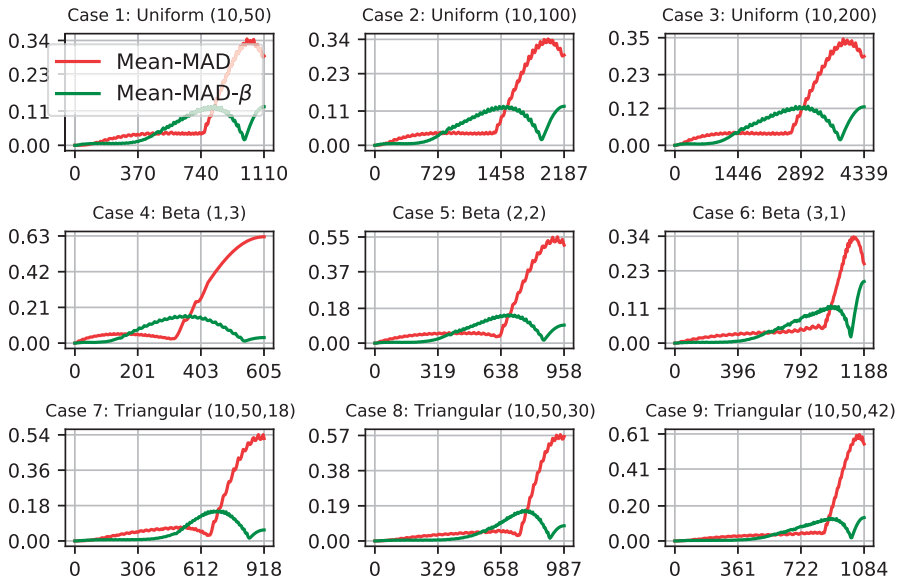 Case 1: Uniform (10,50)
Case 2: Uniform (10,100)
Case 3: Uniform (10,200)
0.34
0.23
0.11
0.00
Mean-MAD
Mean-MAD-β
0 370 740 1110
0.34
0.23
0.11
0.00
0 729 1458 2187
0.35
0.23
0.12
0.00
0 1446 2892 4339
Case 4: Beta (1,3)
Case 5: Beta (2,2)
Case 6: Beta (3,1)
0.63
0.42
0.21
0.00
0 201 403 605
0.55
0.37
0.18
0.00
0 319 638 958
0.34
0.23
0.11
0.00
0 396 792 1188
Case 7: Triangular (10,50,18)
Case 8: Triangular (10,50,30)
Case 9: Triangular (10,50,42)
0.54
0.36
0.18
0.00
0 306 612 918
0.57
0.38
0.19
0.00
0 329 658 987
0.61
0.41
0.20
0.00
0 361 722 1084